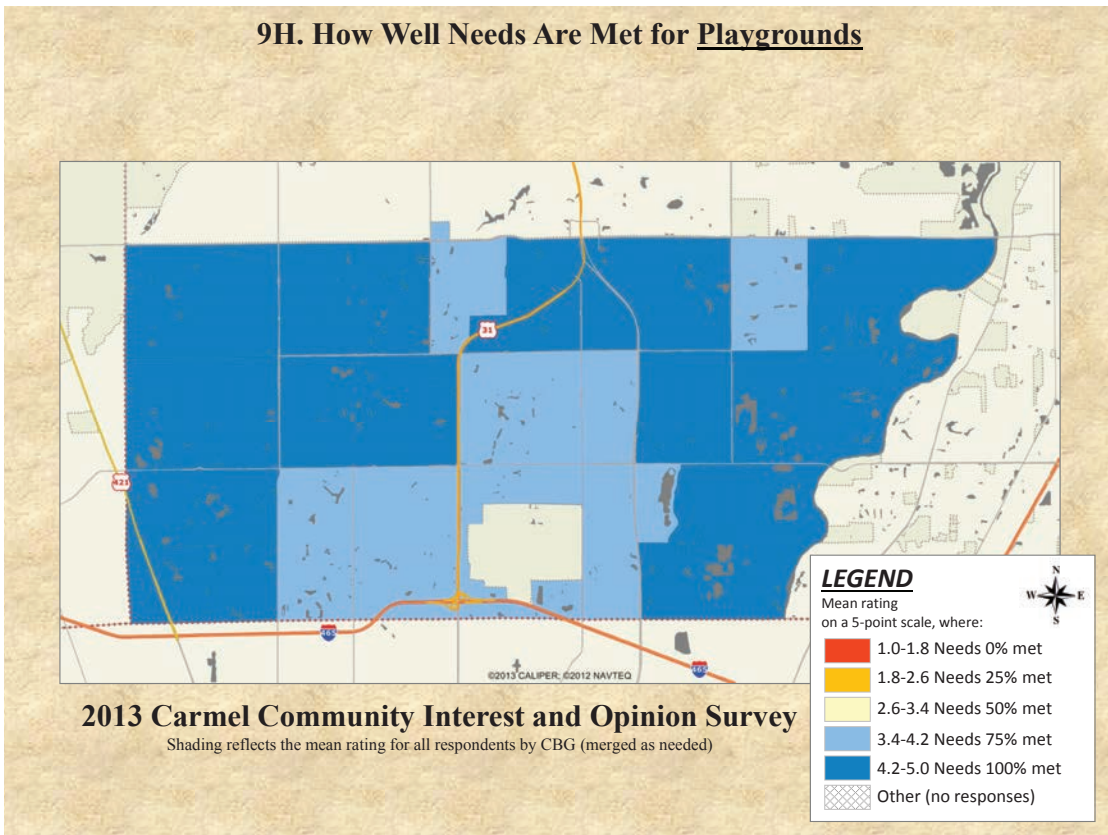 9H. How Well Needs Are Met for Playgrounds
31
421
465
465
©2013 CALIPER; ©2012 NAVTEQ
2013 Carmel Community Interest and Opinion Survey
Shading reflects the mean rating for all respondents by CBG (merged as needed)
LEGEND
Mean rating
on a 5-point scale, where:
N
W E
S
1.0-1.8 Needs 0% met
1.8-2.6 Needs 25% met
2.6-3.4 Needs 50% met
3.4-4.2 Needs 75% met
4.2-5.0 Needs 100% met
Other (no responses)